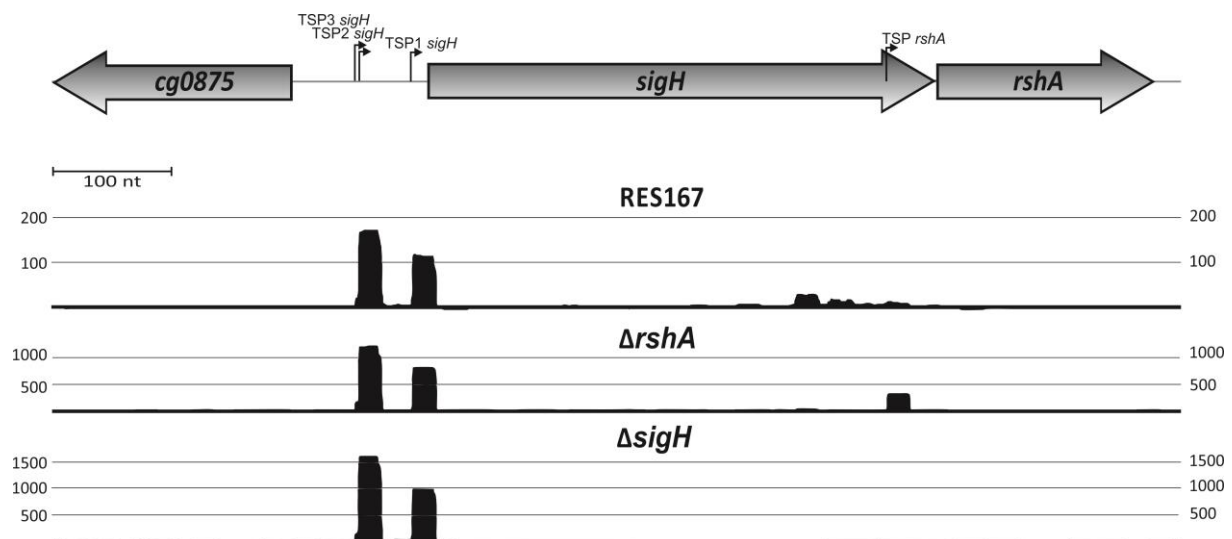 TSP3 sigH
TSP2 sigH
TSP1 sigH
TSP rshA
cg0875
sigH
rshA
100 nt
RES167
200 200
100 100
ΔrshA
1000 1000
500 500
ΔsigH
1500 1500
1000 1000
500 500